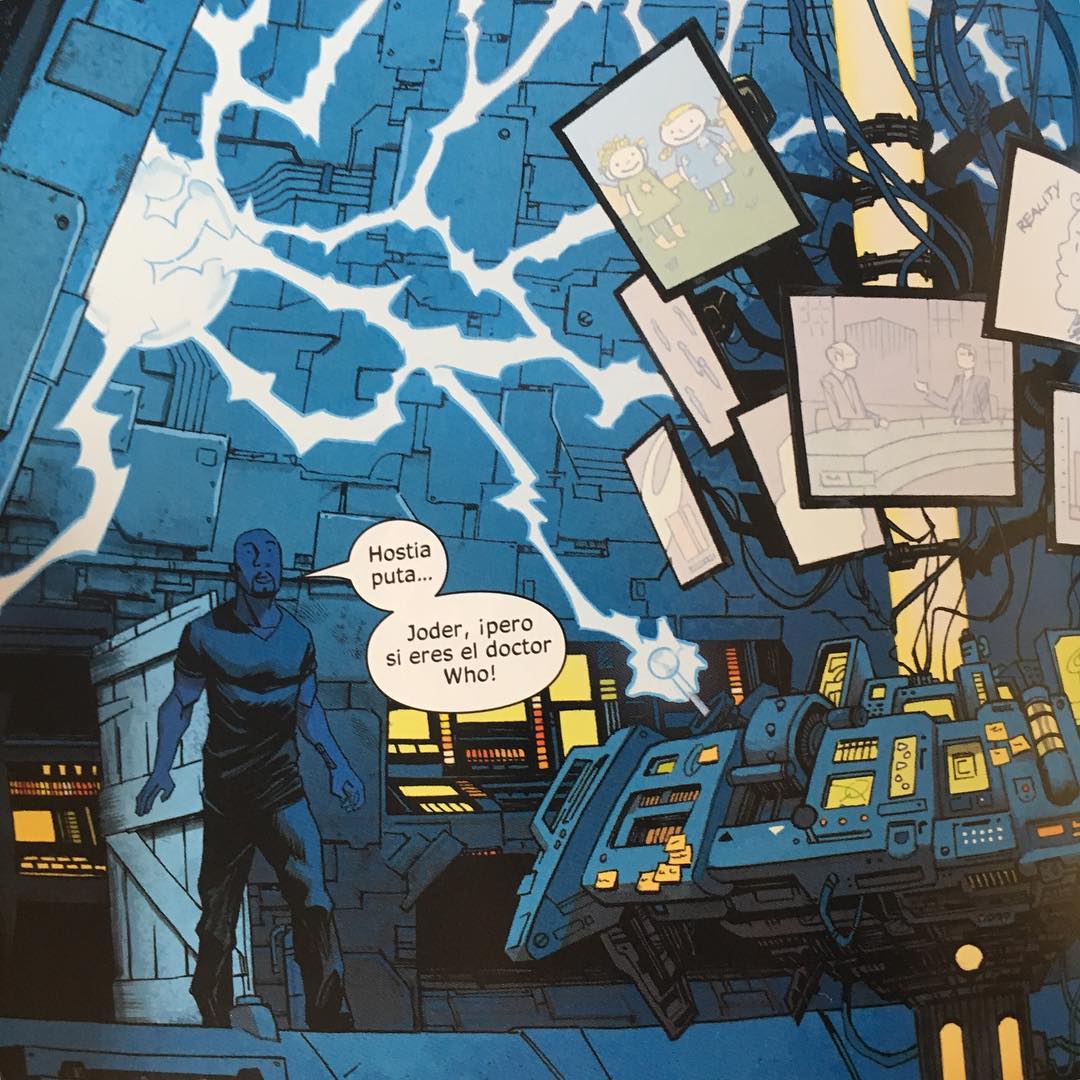 REALITY
Hostia
puta...
Joder, ¡pero
si eres el doctor
Who!